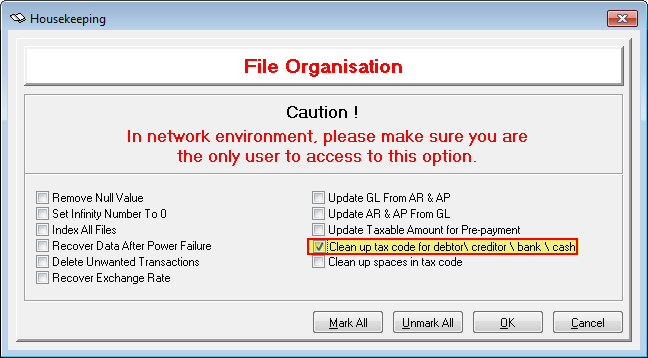 Housekeeping
File Organisation
Caution !
In network environment, please make sure you are
the only user to access to this option.
Remove Null Value
Set Infinity Number To 0
Index All Files
Recover Data After Power Failure
Delete Unwanted Transactions
Recover Exchange Rate
Update GL From AR & AP
Update AR & AP From GL
Update Taxable Amount for Pre-payment
Clean up tax code for debtor\ creditor \ bank \ cash
Clean up spaces in tax code
Mark All
Unmark All
OK
Cancel